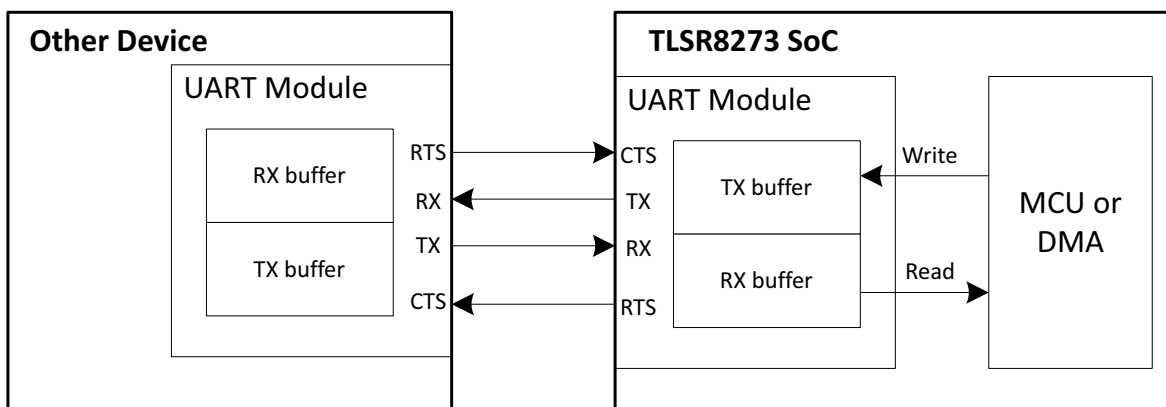 Other Device
UART Module
RX buffer
TX buffer
RTS
RX
TX
CTS
TLSR8273 SoC
UART Module
CTS
TX
RX
RTS
TX buffer
RX buffer
Write
Read
MCU or
DMA